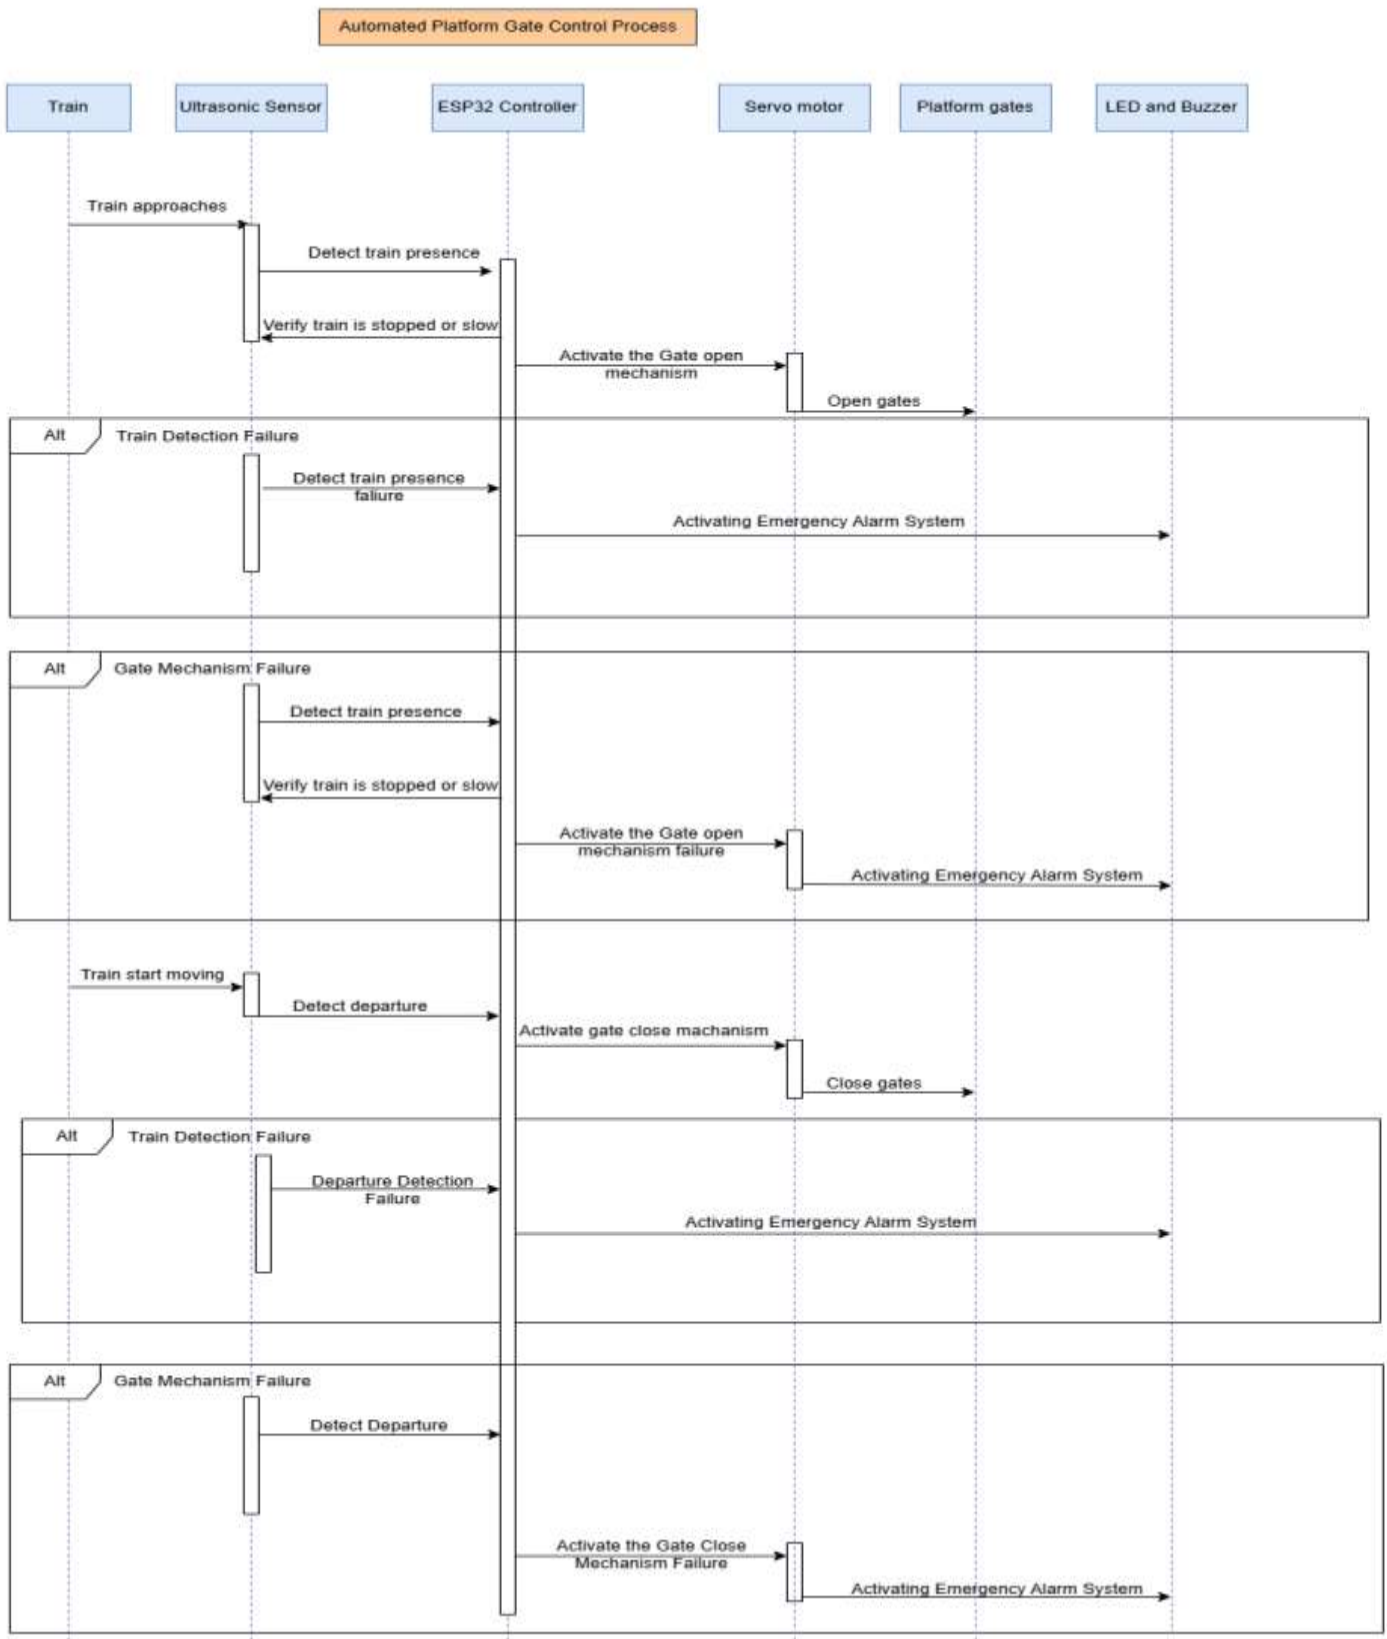 Automated Platform Gate Control Process
Train
Ultrasonic Sensor
ESP32 Controller
Servo motor
Platform gates
LED and Buzzer
Train approaches
Detect train presence
Verify train is stopped or slow
Activate the Gate open
mechanism
Open gates
Alt
Train Detection Failure
Detect train presence
faliure
Activating Emergency Alarm System
Alt
Gate Mechanism Failure
Detect train presence
Verify train is stopped or slow
Activate the Gate open
mechanism failure
Activating Emergency Alarm System
Train start moving
Detect departure
Activate gate close machanism
Close gates
Alt
Train Detection Failure
Departure Detection
Failure
Activating Emergency Alarm System
Alt
Gate Mechanism Failure
Detect Departure
Activate the Gate Close
Mechanism Failure
Activating Emergency Alarm System